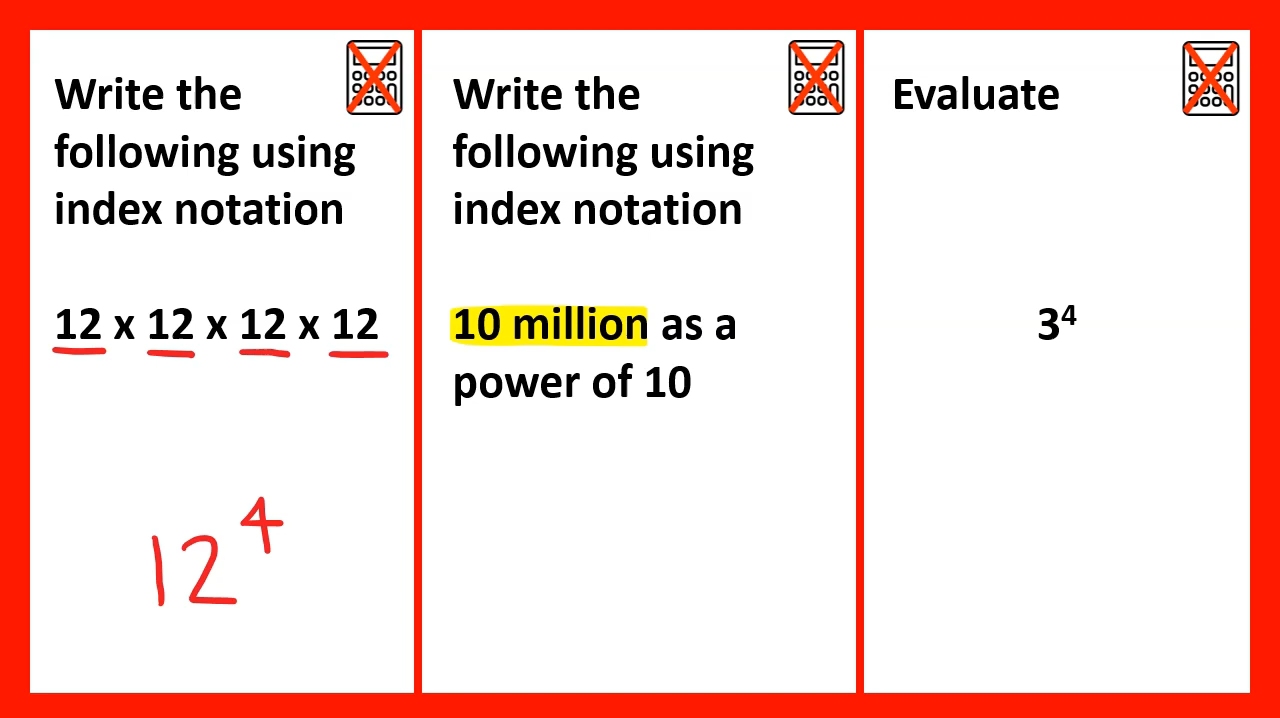 Write the
following using
index notation
12 x 12 x 12 x 12
12⁴
Write the
following using
index notation
10 million as a
power of 10
Evaluate
3⁴